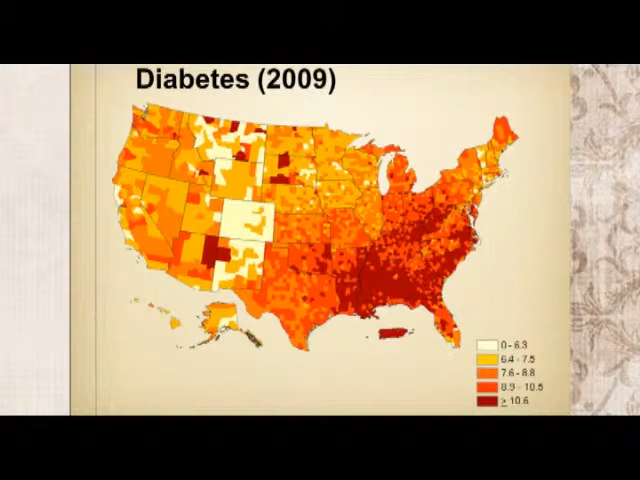 Diabetes (2009)
0 - 6.3
6.4 - 7.5
7.6 - 8.8
8.9 - 10.5
≥ 10.6